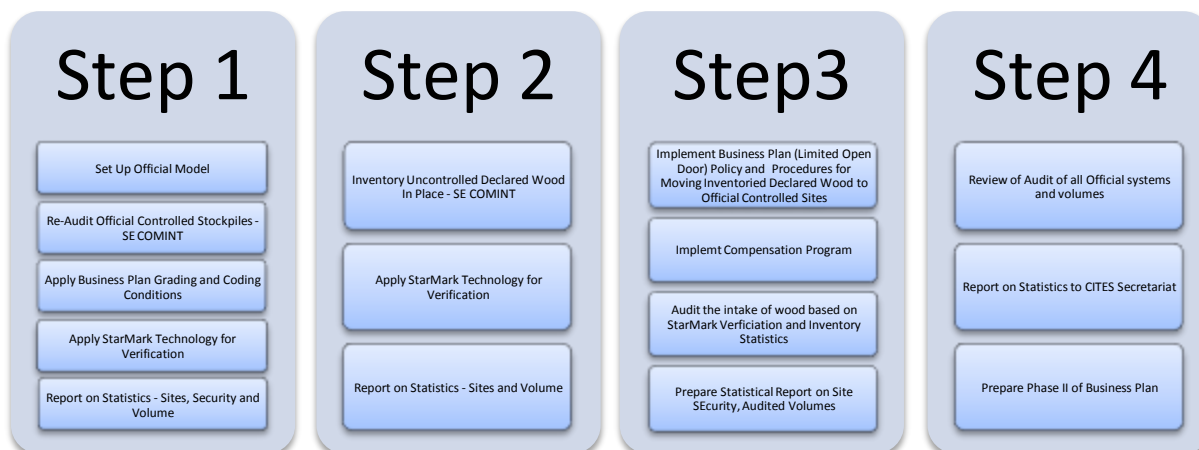 Step 1
Set Up Official Model
Re-Audit Official Controlled Stockpiles -
SE COMINT
Apply Business Plan Grading and Coding
Conditions
Apply StarMark Technology for
Verification
Report on Statistics - Sites, Security and
Volume
Step 2
Inventory Uncontrolled Declared Wood
In Place - SE COMINT
Apply StarMark Technology for
Verification
Report on Statistics - Sites and Volume
Step3
Implement Business Plan (Limited Open
Door) Policy and Procedures for
Moving Inventoried Declared Wood to
Official Controlled Sites
Implemt Compensation Program
Audit the intake of wood based on
StarMark Verficiation and Inventory
Statistics
Prepare Statistical Report on Site
SEcurity, Audited Volumes
Step 4
Review of Audit of all Official systems
and volumes
Report on Statistics to CITES Secretariat
Prepare Phase II of Business Plan